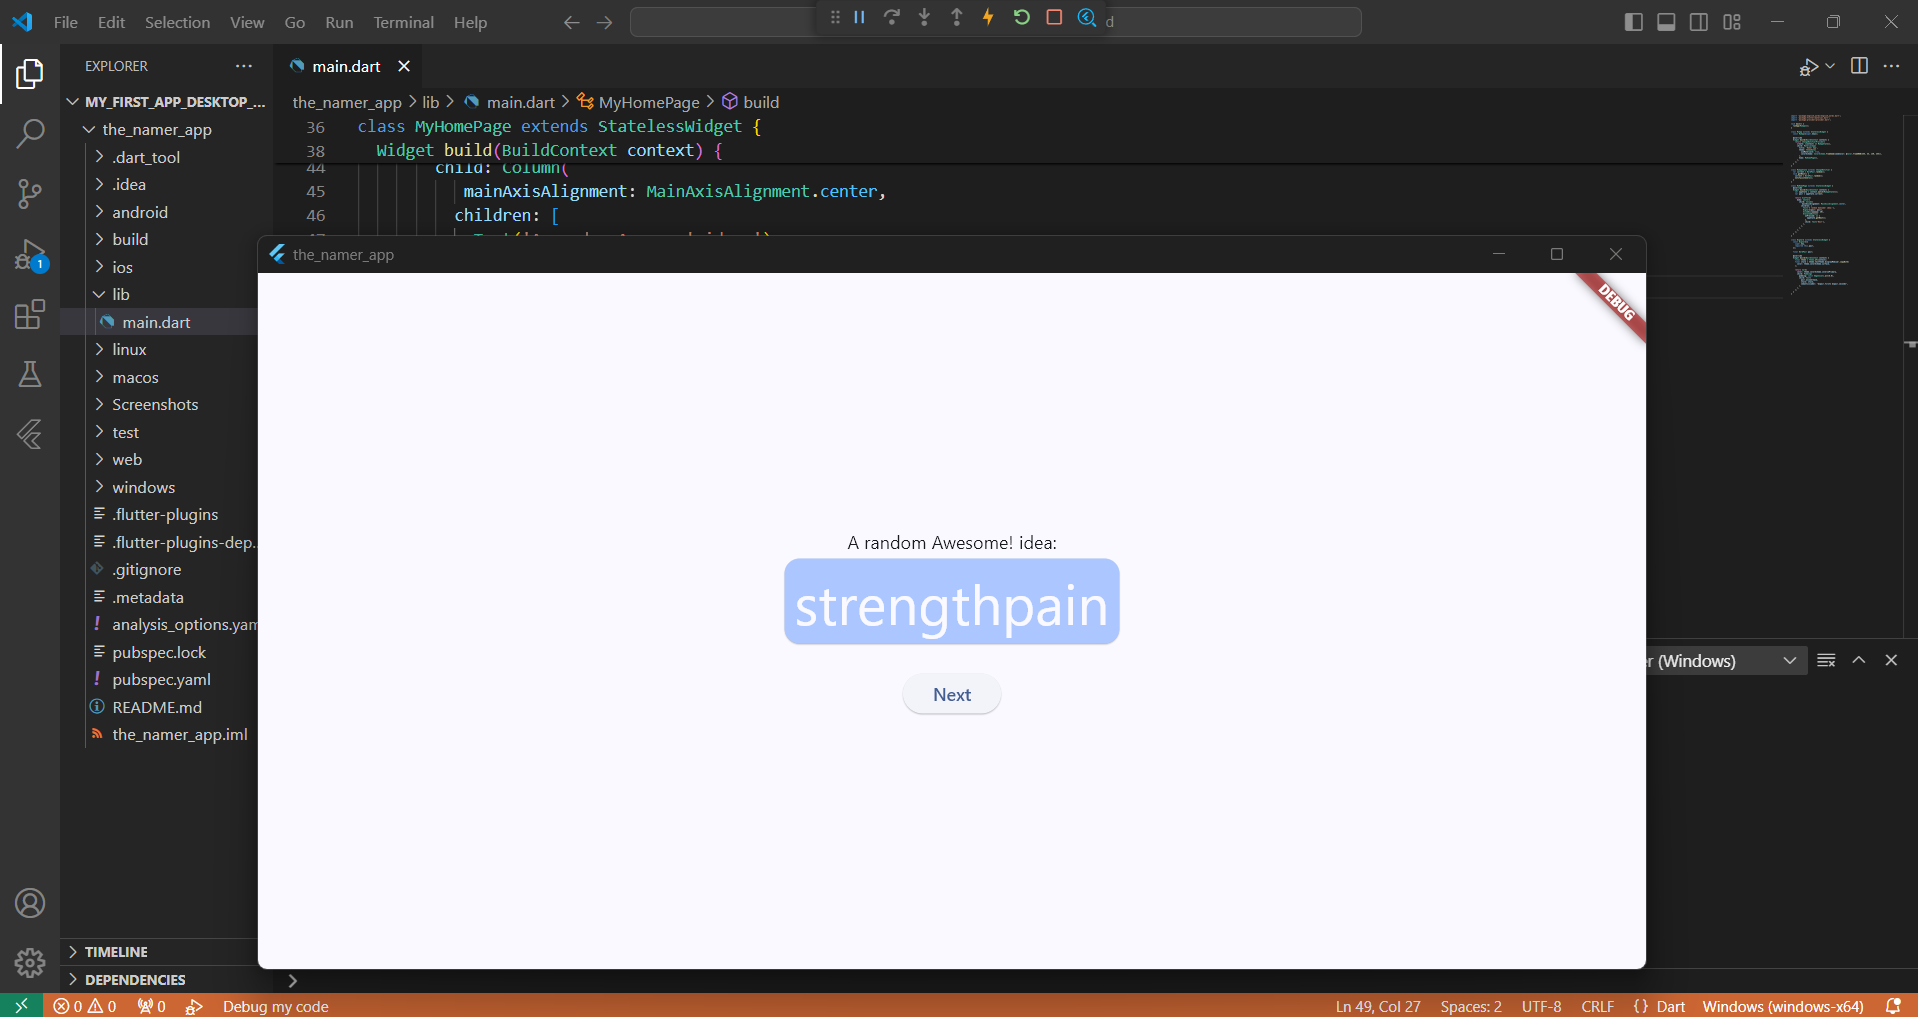 File Edit Selection View Go Run Terminal Help
d
EXPLORER
main.dart
MY_FIRST_APP_DESKTOP_...
the_namer_app
.dart_tool
.idea
android
build
ios
lib
main.dart
linux
macos
Screenshots
test
web
windows
.flutter-plugins
.flutter-plugins-dep...
.gitignore
.metadata
analysis_options.yam
pubspec.lock
pubspec.yaml
README.md
the_namer_app.iml
TIMELINE
DEPENDENCIES
1
the_namer_app > lib > main.dart > MyHomePage > build
36 class MyHomePage extends StatelessWidget {
38 Widget build(BuildContext context) {
44 child: Column(
45 mainAxisAlignment: MainAxisAlignment.center,
46 children: [
the_namer_app
DEBUG
A random Awesome! idea:
strengthpain
Next
r (Windows)
0 0 0 Debug my code
Ln 49, Col 27 Spaces: 2 UTF-8 CRLF {} Dart Windows (windows-x64)